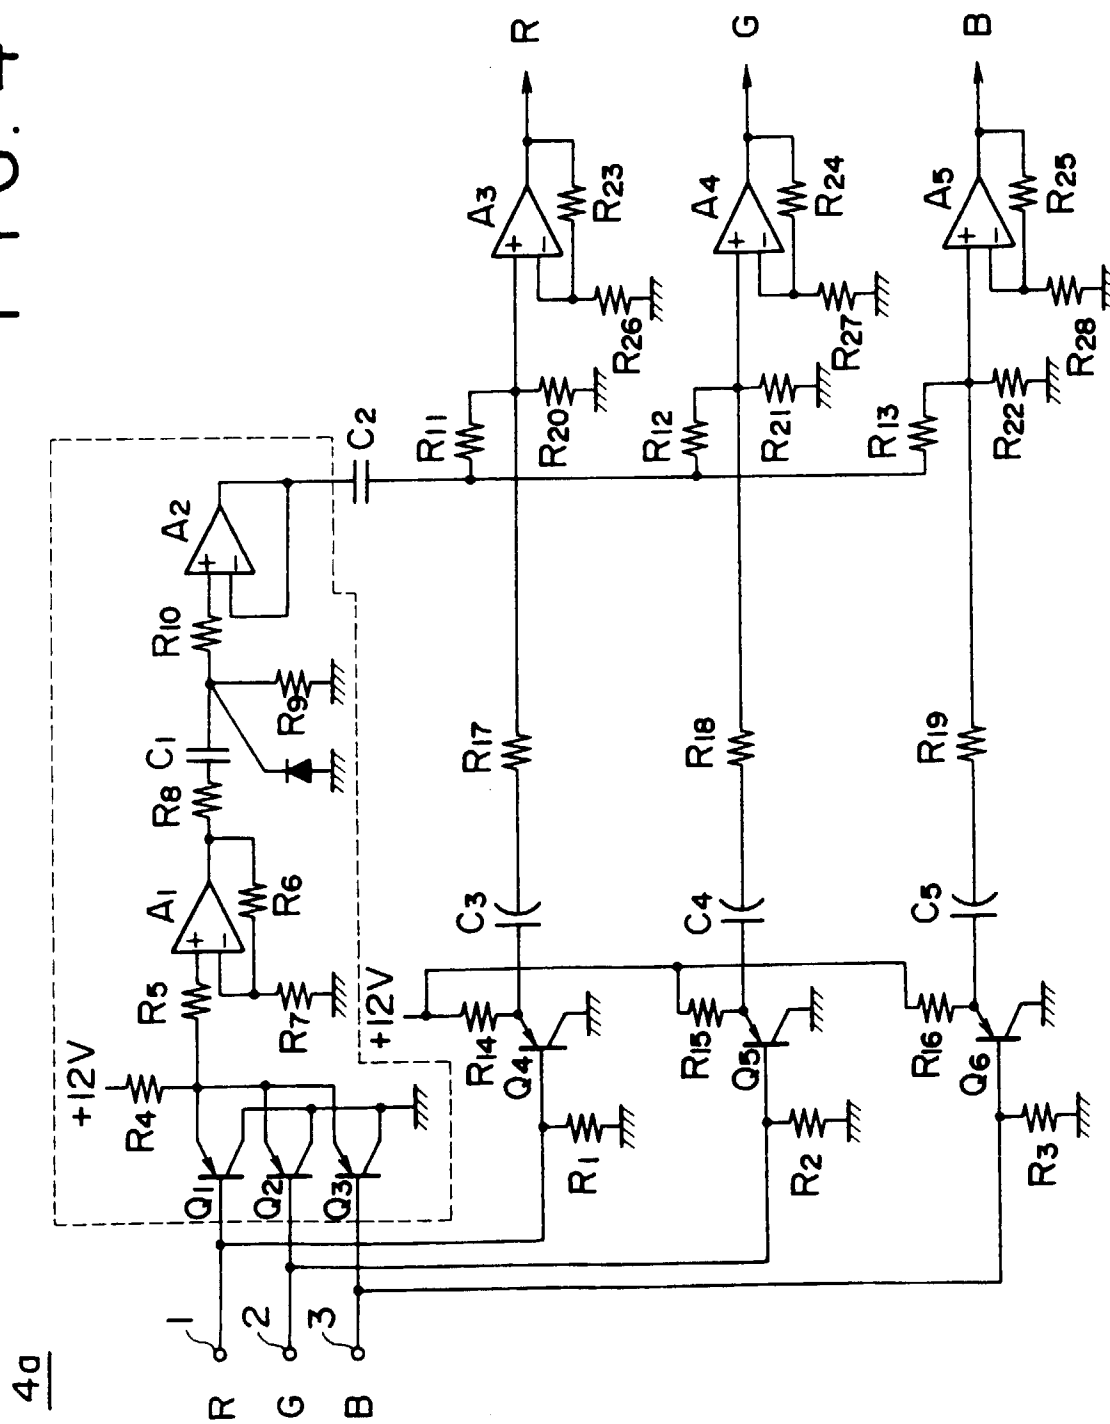 FIG. 4
4a
+12V
R4
R5
A1
R8
C1
R10
A2
1
R
Q1
2
G
Q2
3
B
Q3
R7
R6
R9
+12V
C2
R14
Q4
C3
R17
R11
A3
R
R1
R20
R26
R23
R15
Q5
C4
R18
R12
A4
G
R2
R21
R27
R24
R16
Q6
C5
R19
R13
A5
B
R3
R22
R28
R25
+
−
+
−
+
−
+
−
+
−